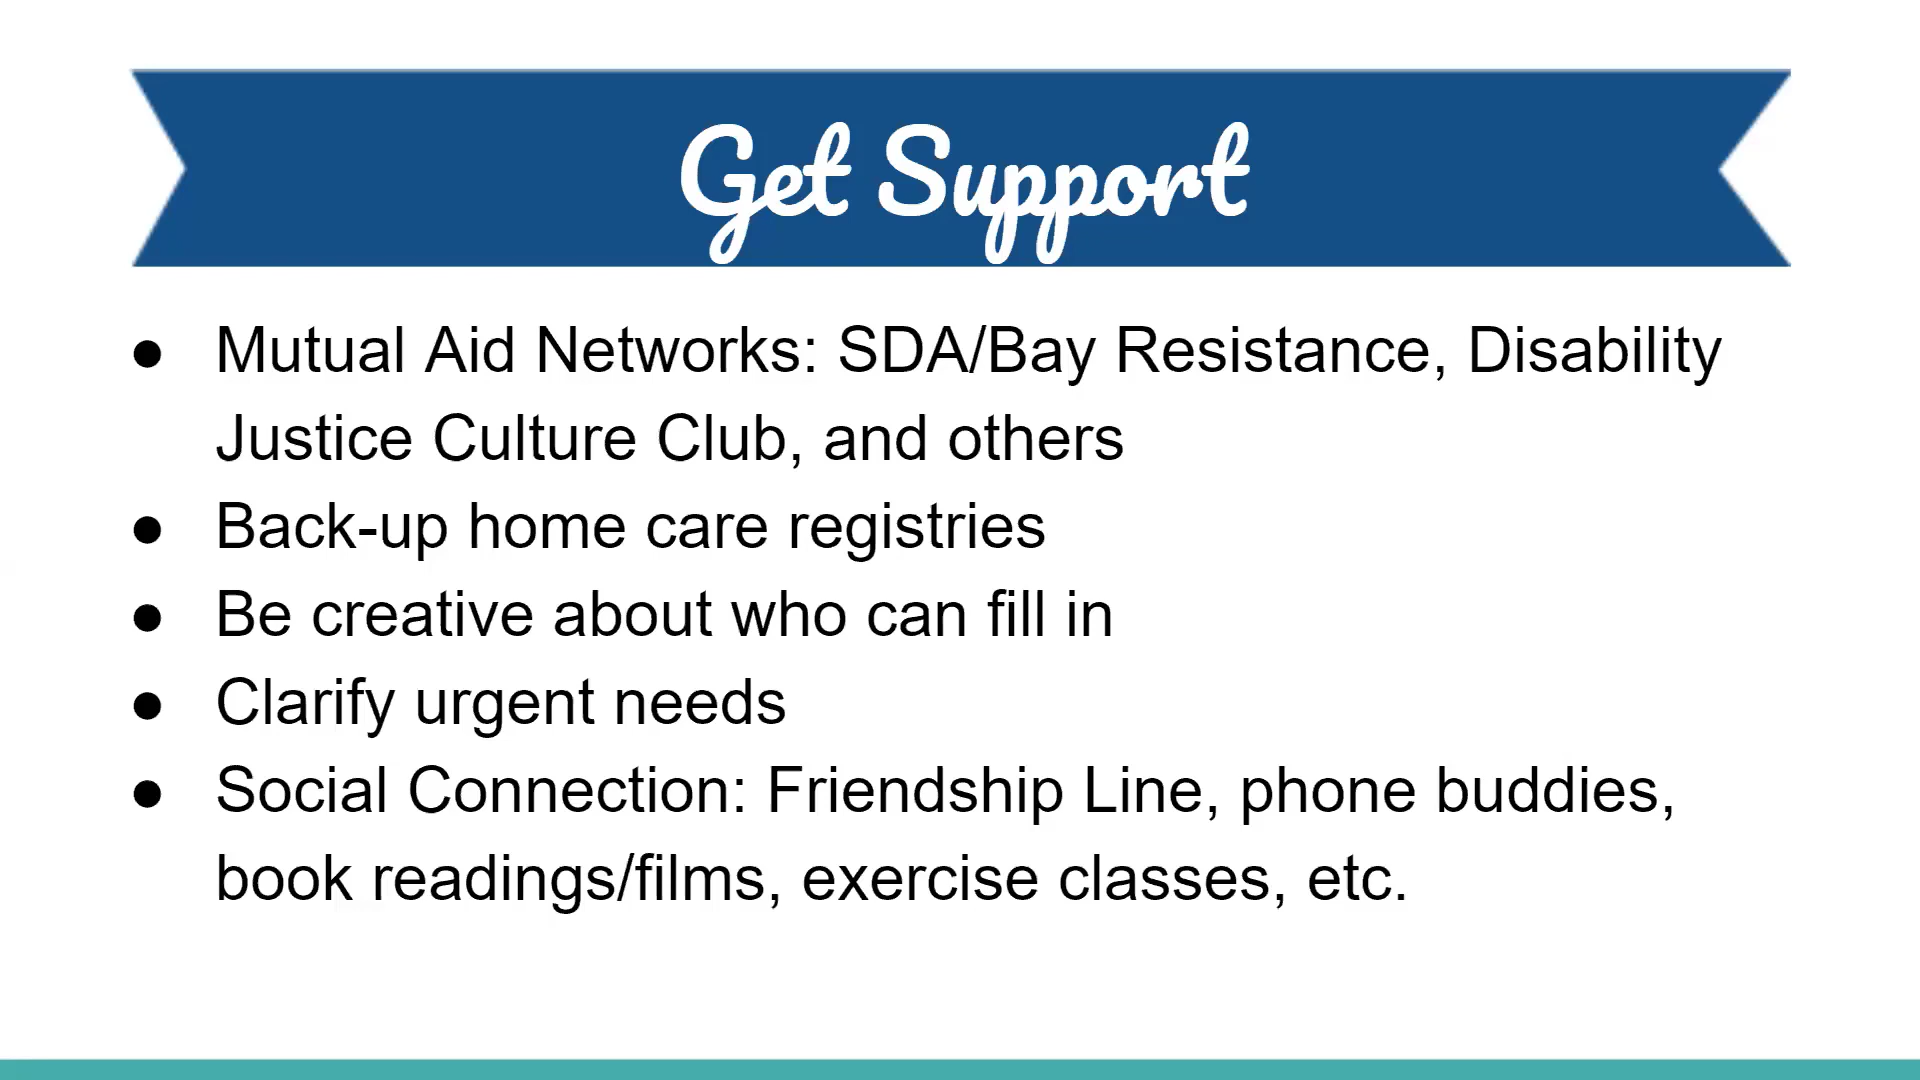 Get Support
● Mutual Aid Networks: SDA/Bay Resistance, Disability
Justice Culture Club, and others
● Back-up home care registries
● Be creative about who can fill in
● Clarify urgent needs
● Social Connection: Friendship Line, phone buddies,
book readings/films, exercise classes, etc.